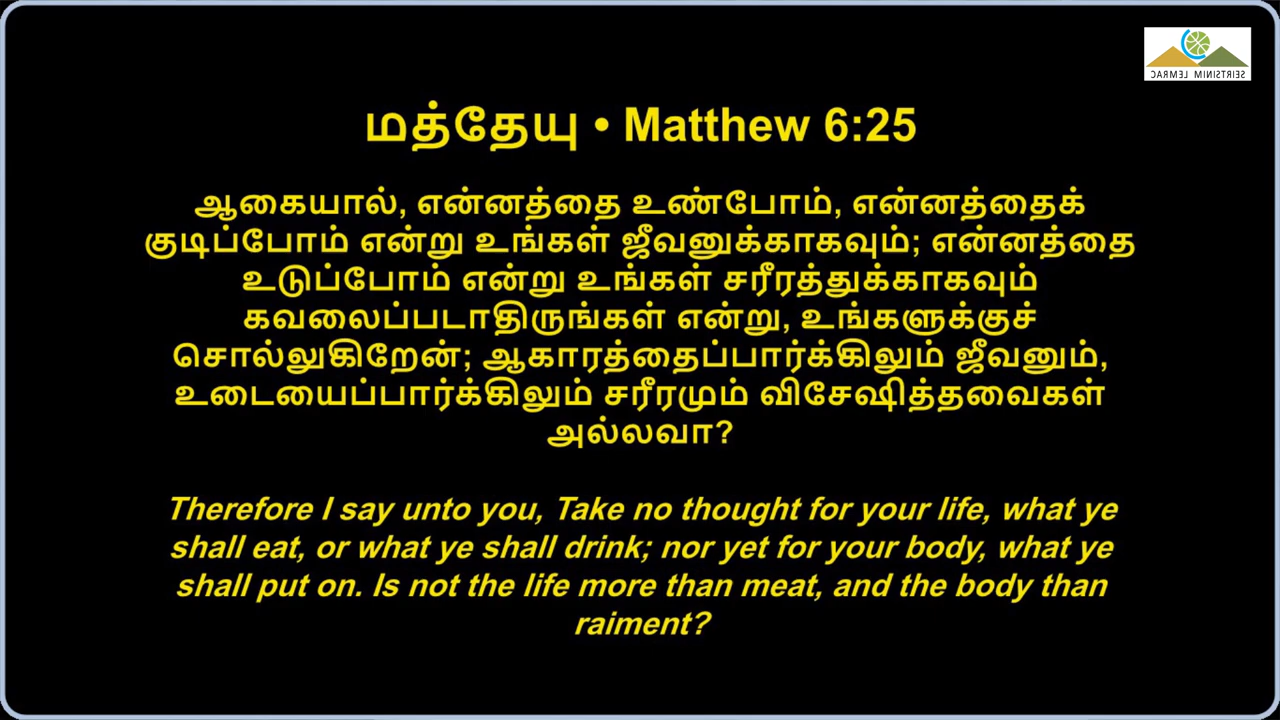 CARMEL MINISTRIES
மத்தேயு • Matthew 6:25
ஆகையால், என்னத்தை உண்போம், என்னத்தைக்
குடிப்போம் என்று உங்கள் ஜீவனுக்காகவும்; என்னத்தை
உடுப்போம் என்று உங்கள் சரீரத்துக்காகவும்
கவலைப்படாதிருங்கள் என்று, உங்களுக்குச்
சொல்லுகிறேன்; ஆகாரத்தைப்பார்க்கிலும் ஜீவனும்,
உடையைப்பார்க்கிலும் சரீரமும் விசேஷித்தவைகள்
அல்லவா?
Therefore I say unto you, Take no thought for your life, what ye
shall eat, or what ye shall drink; nor yet for your body, what ye
shall put on. Is not the life more than meat, and the body than
raiment?